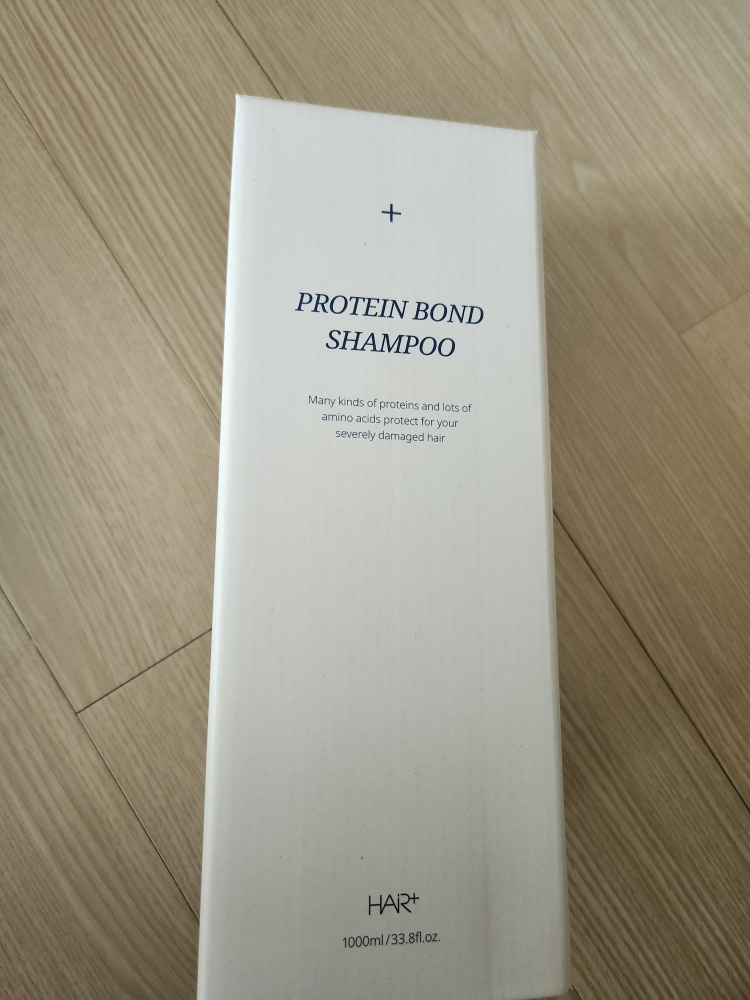 +
PROTEIN BOND
SHAMPOO
Many kinds of proteins and lots of
amino acids protect for your
severely damaged hair
HAiR+
1000ml/33.8fl.oz.